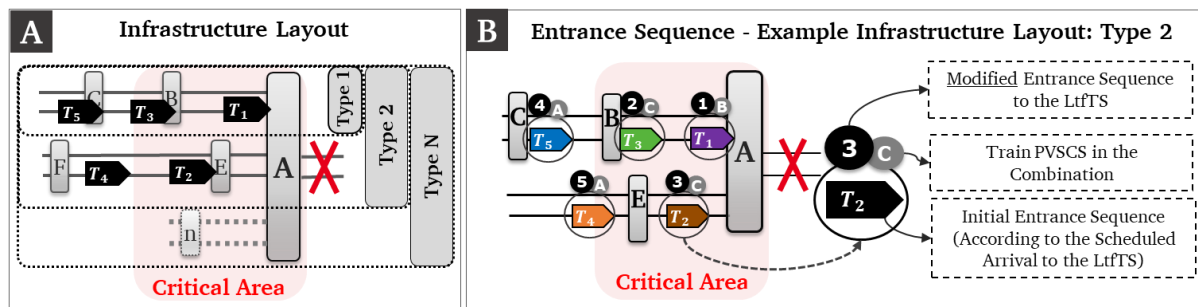 A
Infrastructure Layout
C
B
T₅
T₃
T₁
Type 1
Type 2
Type N
F
T₄
T₂
E
A
n
Critical Area
B
Entrance Sequence - Example Infrastructure Layout: Type 2
C
4
A
T₅
B
2
C
T₃
1
B
T₁
A
5
A
T₄
E
3
C
T₂
Critical Area
3
C
T₂
Modified Entrance Sequence
to the LtfTS
Train PVSCS in the
Combination
Initial Entrance Sequence
(According to the Scheduled
Arrival to the LtfTS)